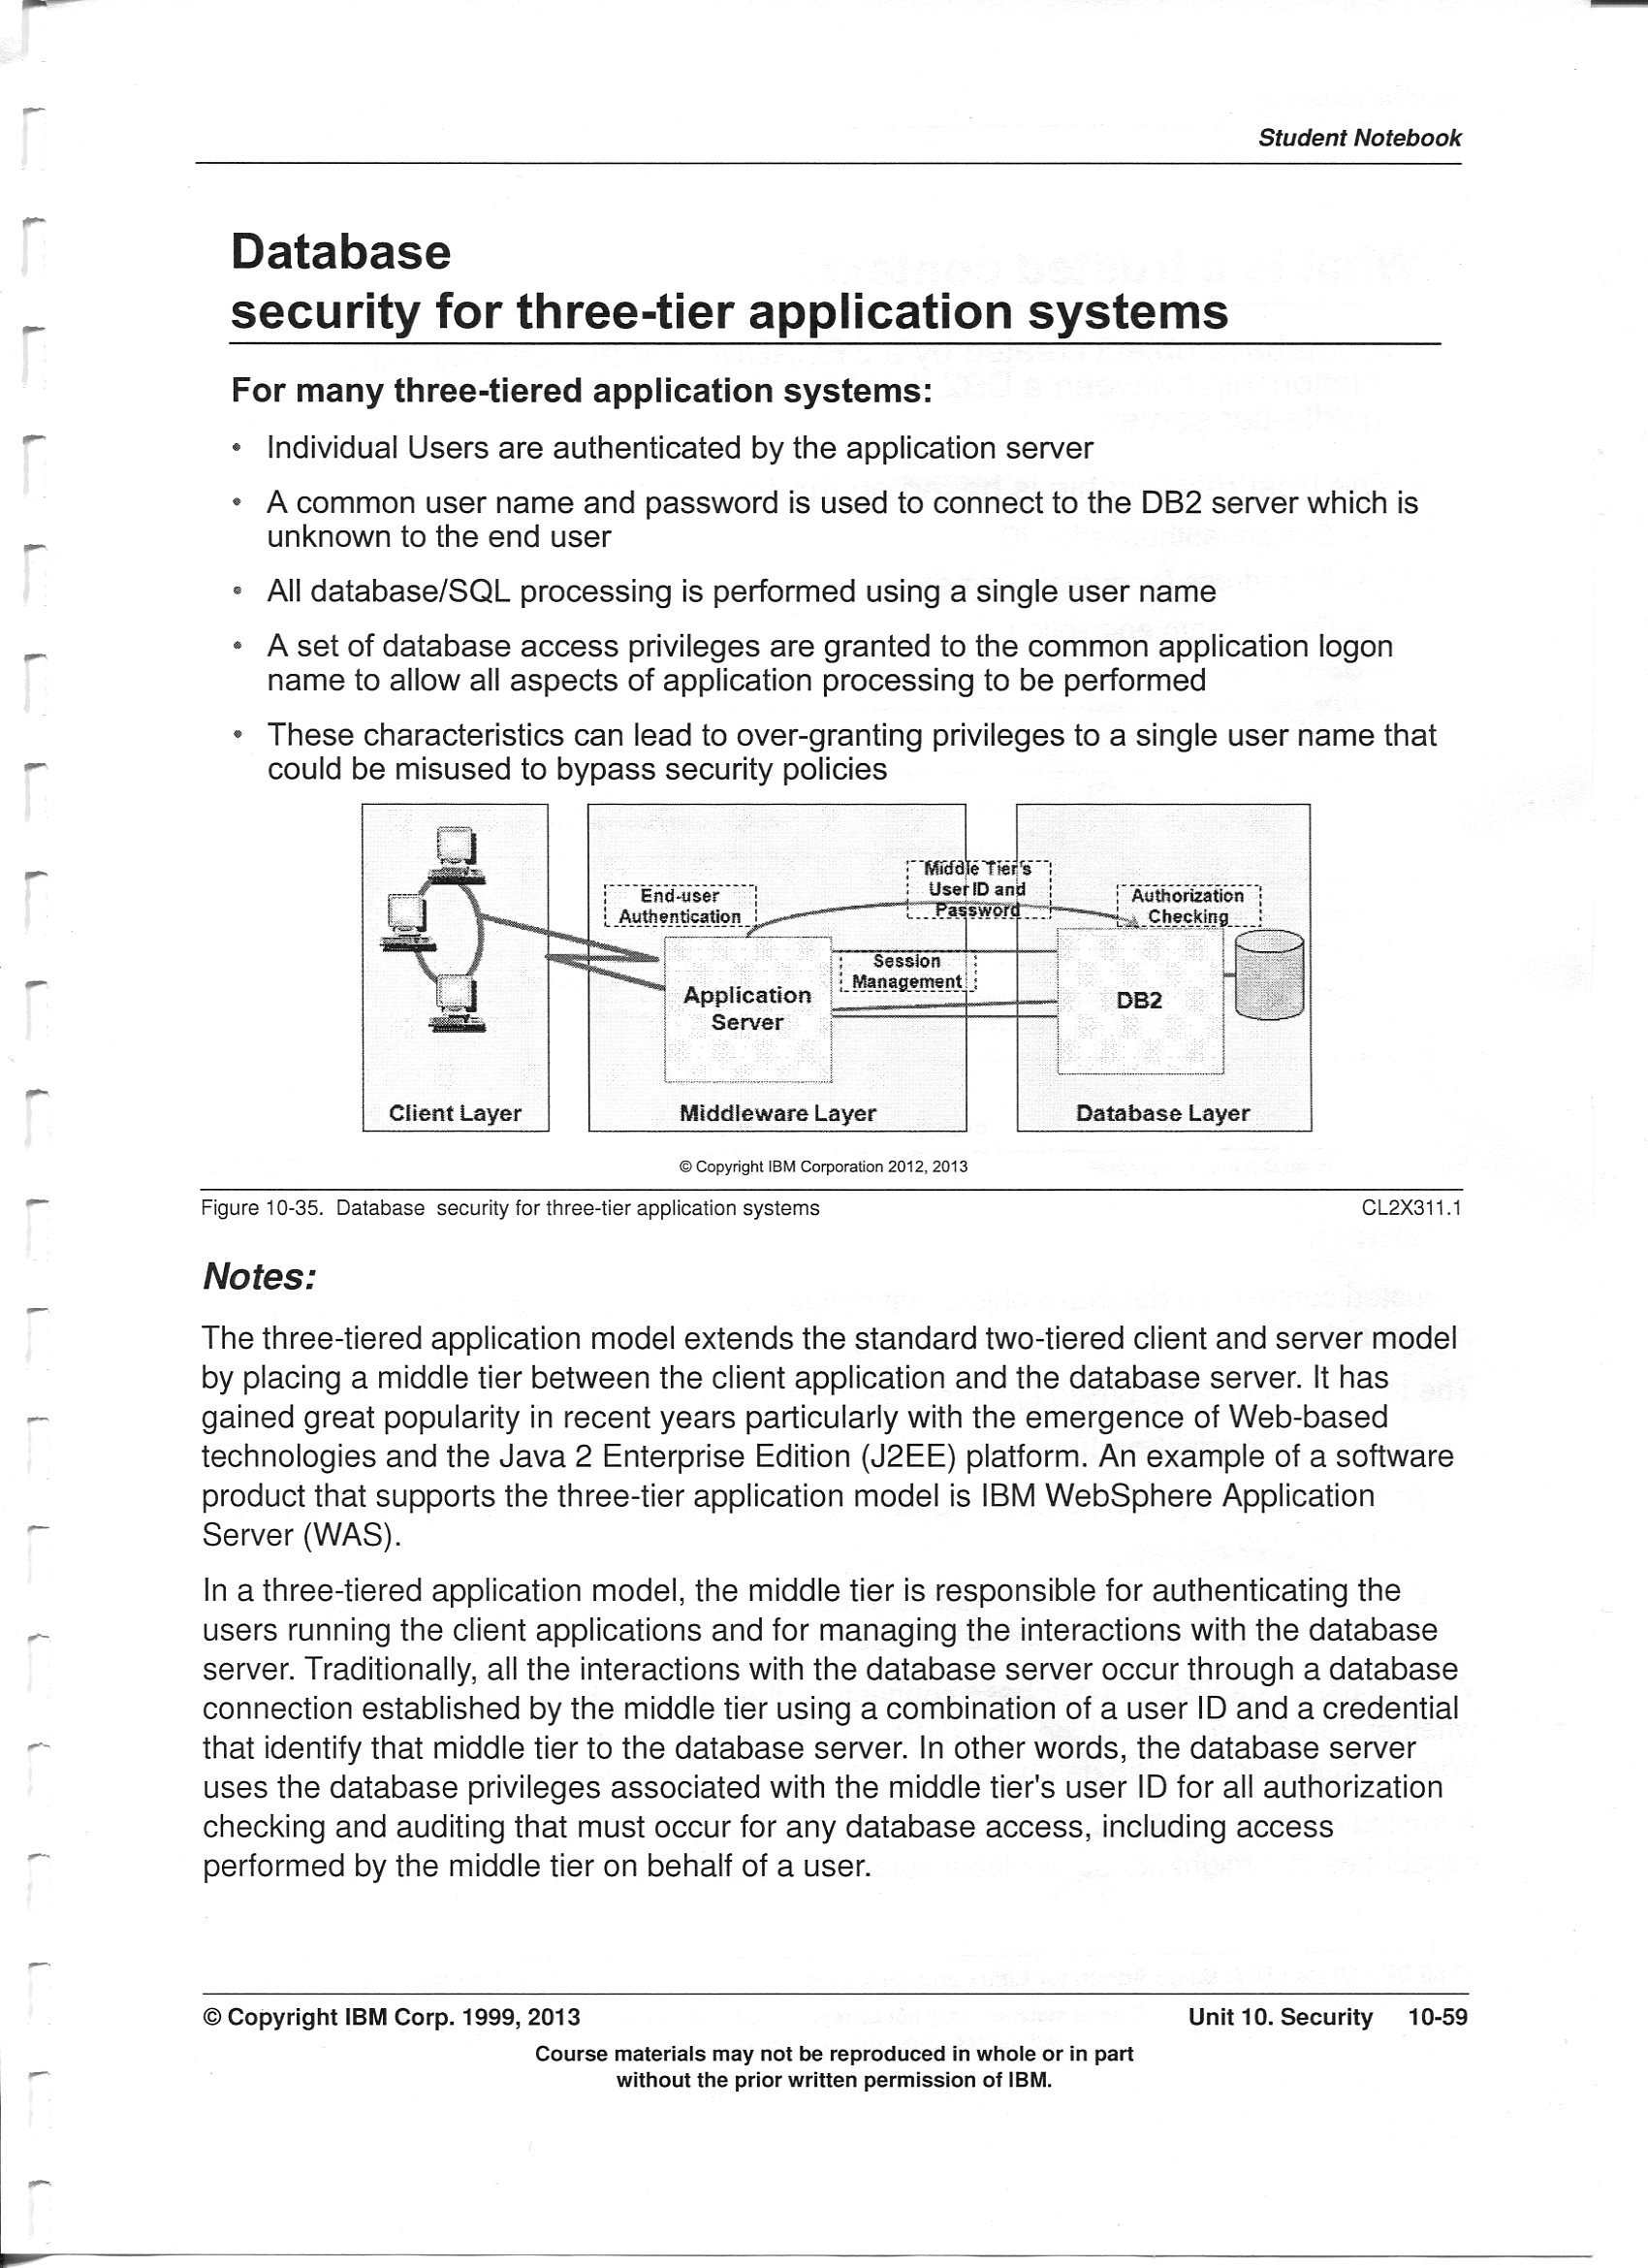 Student Notebook
Database
security for three-tier application systems
For many three-tiered application systems:
• Individual Users are authenticated by the application server
• A common user name and password is used to connect to the DB2 server which is
unknown to the end user
• All database/SQL processing is performed using a single user name
• A set of database access privileges are granted to the common application logon
name to allow all aspects of application processing to be performed
• These characteristics can lead to over-granting privileges to a single user name that
could be misused to bypass security policies
End-user
Authentication
Middle Tier's
User ID and
Password
Authorization
Checking
Session
Management
Application
Server
DB2
Client Layer
Middleware Layer
Database Layer
© Copyright IBM Corporation 2012, 2013
Figure 10-35. Database security for three-tier application systems CL2X311.1
Notes:
The three-tiered application model extends the standard two-tiered client and server model
by placing a middle tier between the client application and the database server. It has
gained great popularity in recent years particularly with the emergence of Web-based
technologies and the Java 2 Enterprise Edition (J2EE) platform. An example of a software
product that supports the three-tier application model is IBM WebSphere Application
Server (WAS).
In a three-tiered application model, the middle tier is responsible for authenticating the
users running the client applications and for managing the interactions with the database
server. Traditionally, all the interactions with the database server occur through a database
connection established by the middle tier using a combination of a user ID and a credential
that identify that middle tier to the database server. In other words, the database server
uses the database privileges associated with the middle tier's user ID for all authorization
checking and auditing that must occur for any database access, including access
performed by the middle tier on behalf of a user.
© Copyright IBM Corp. 1999, 2013 Unit 10. Security 10-59
Course materials may not be reproduced in whole or in part
without the prior written permission of IBM.